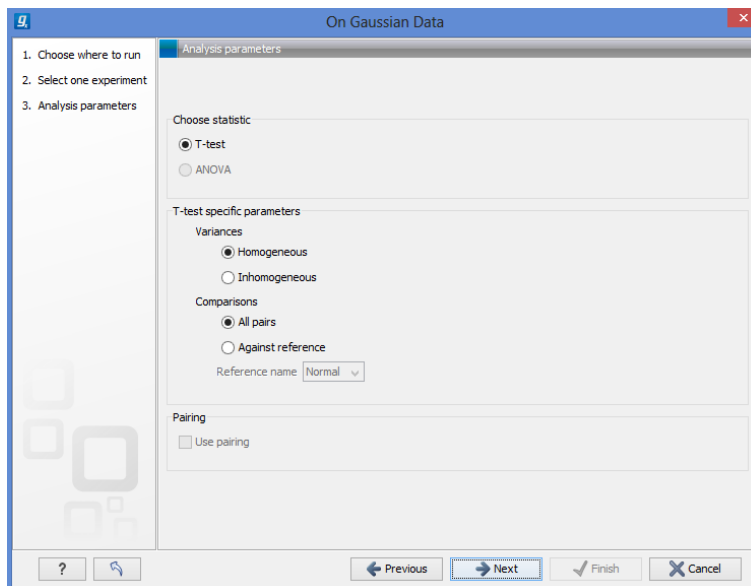 g.
On Gaussian Data
1. Choose where to run
2. Select one experiment
3. Analysis parameters
Analysis parameters
Choose statistic
T-test
ANOVA
T-test specific parameters
Variances
Homogeneous
Inhomogeneous
Comparisons
All pairs
Against reference
Reference name Normal
Pairing
Use pairing
? Previous Next Finish Cancel